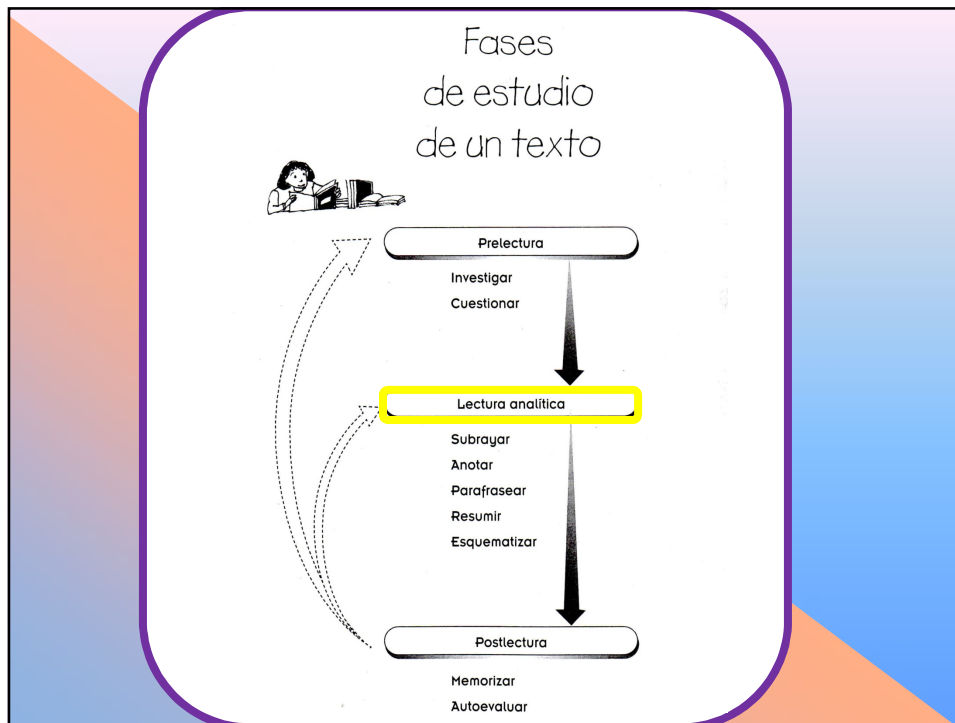 Fases
de estudio
de un texto
Prelectura
Investigar
Cuestionar
Lectura analítica
Subrayar
Anotar
Parafrasear
Resumir
Esquematizar
Postlectura
Memorizar
Autoevaluar